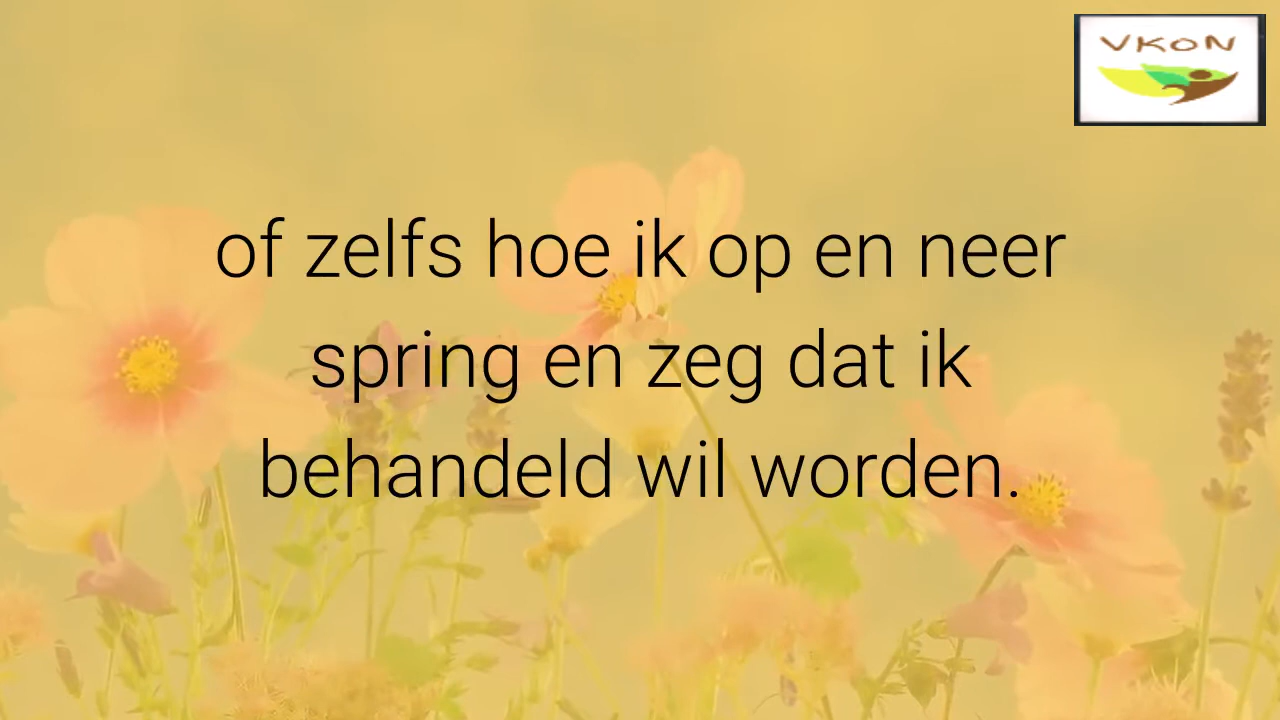 VKON
of zelfs hoe ik op en neer
spring en zeg dat ik
behandeld wil worden.